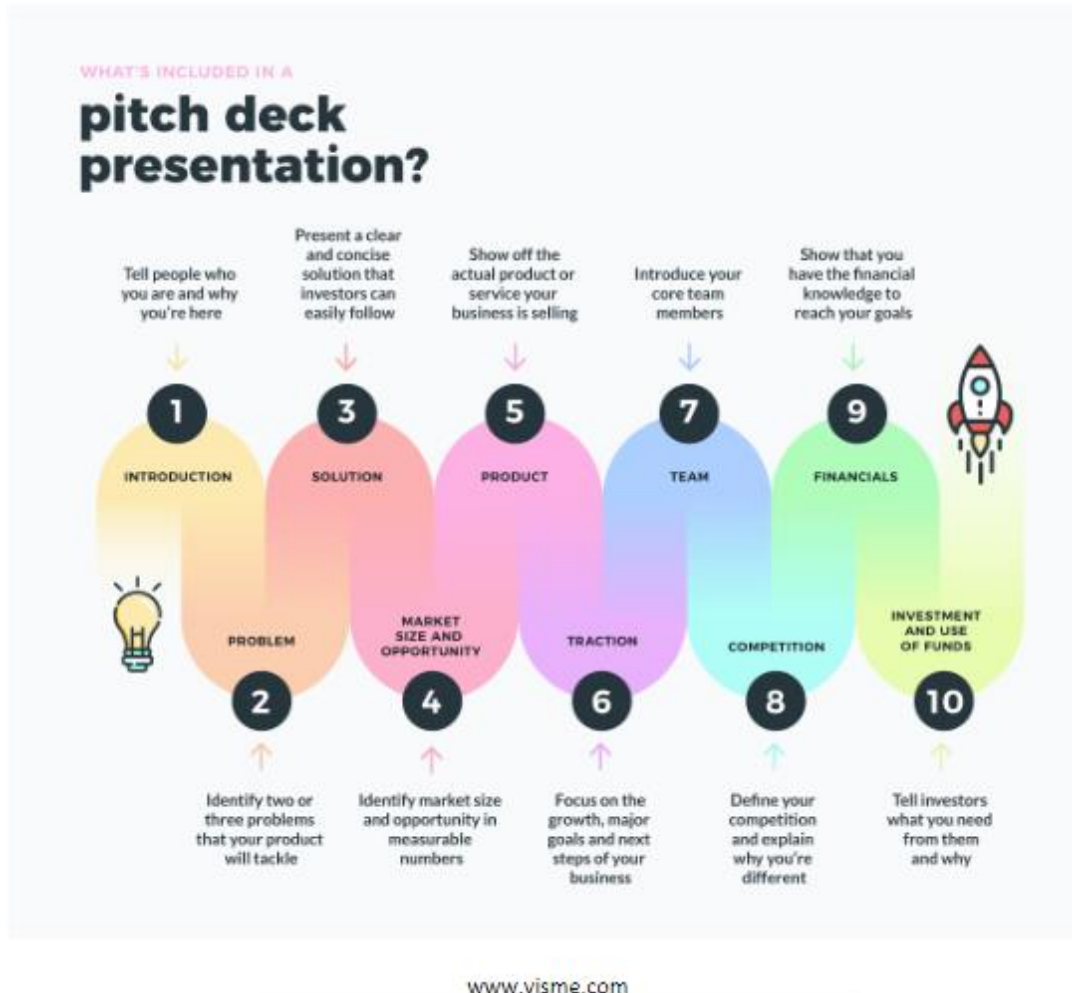 WHAT'S INCLUDED IN A
pitch deck
presentation?
Tell people who
you are and why
you're here
1
INTRODUCTION
PROBLEM
2
Identify two or
three problems
that your product
will tackle
Present a clear
and concise
solution that
investors can
easily follow
3
SOLUTION
MARKET
SIZE AND
OPPORTUNITY
4
Identify market size
and opportunity in
measurable
numbers
Show off the
actual product or
service your
business is selling
5
PRODUCT
TRACTION
6
Focus on the
growth, major
goals and next
steps of your
business
Introduce your
core team
members
7
TEAM
COMPETITION
8
Define your
competition
and explain
why you're
different
Show that you
have the financial
knowledge to
reach your goals
9
FINANCIALS
INVESTMENT
AND USE
OF FUNDS
10
Tell investors
what you need
from them
and why
www.visme.com